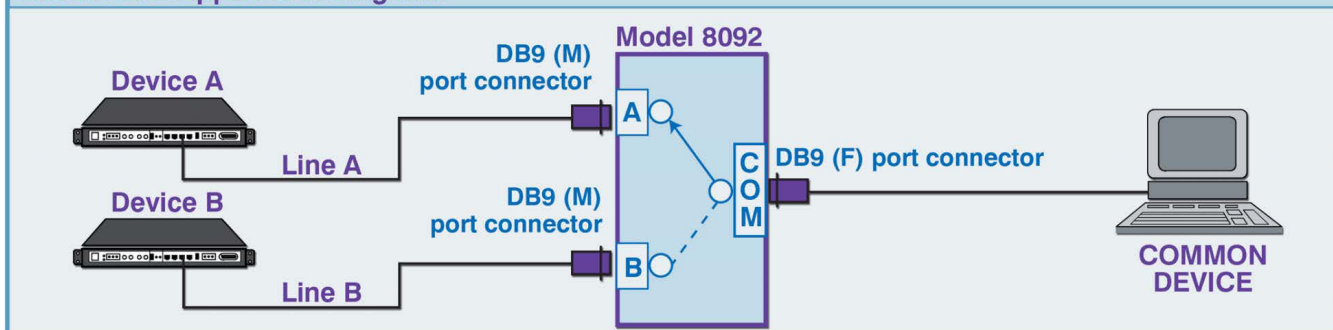 Model 8092
DB9 (M)
port connector
Device A
A
Line A
C
O
M
DB9 (F) port connector
Device B
DB9 (M)
port connector
B
Line B
COMMON
DEVICE